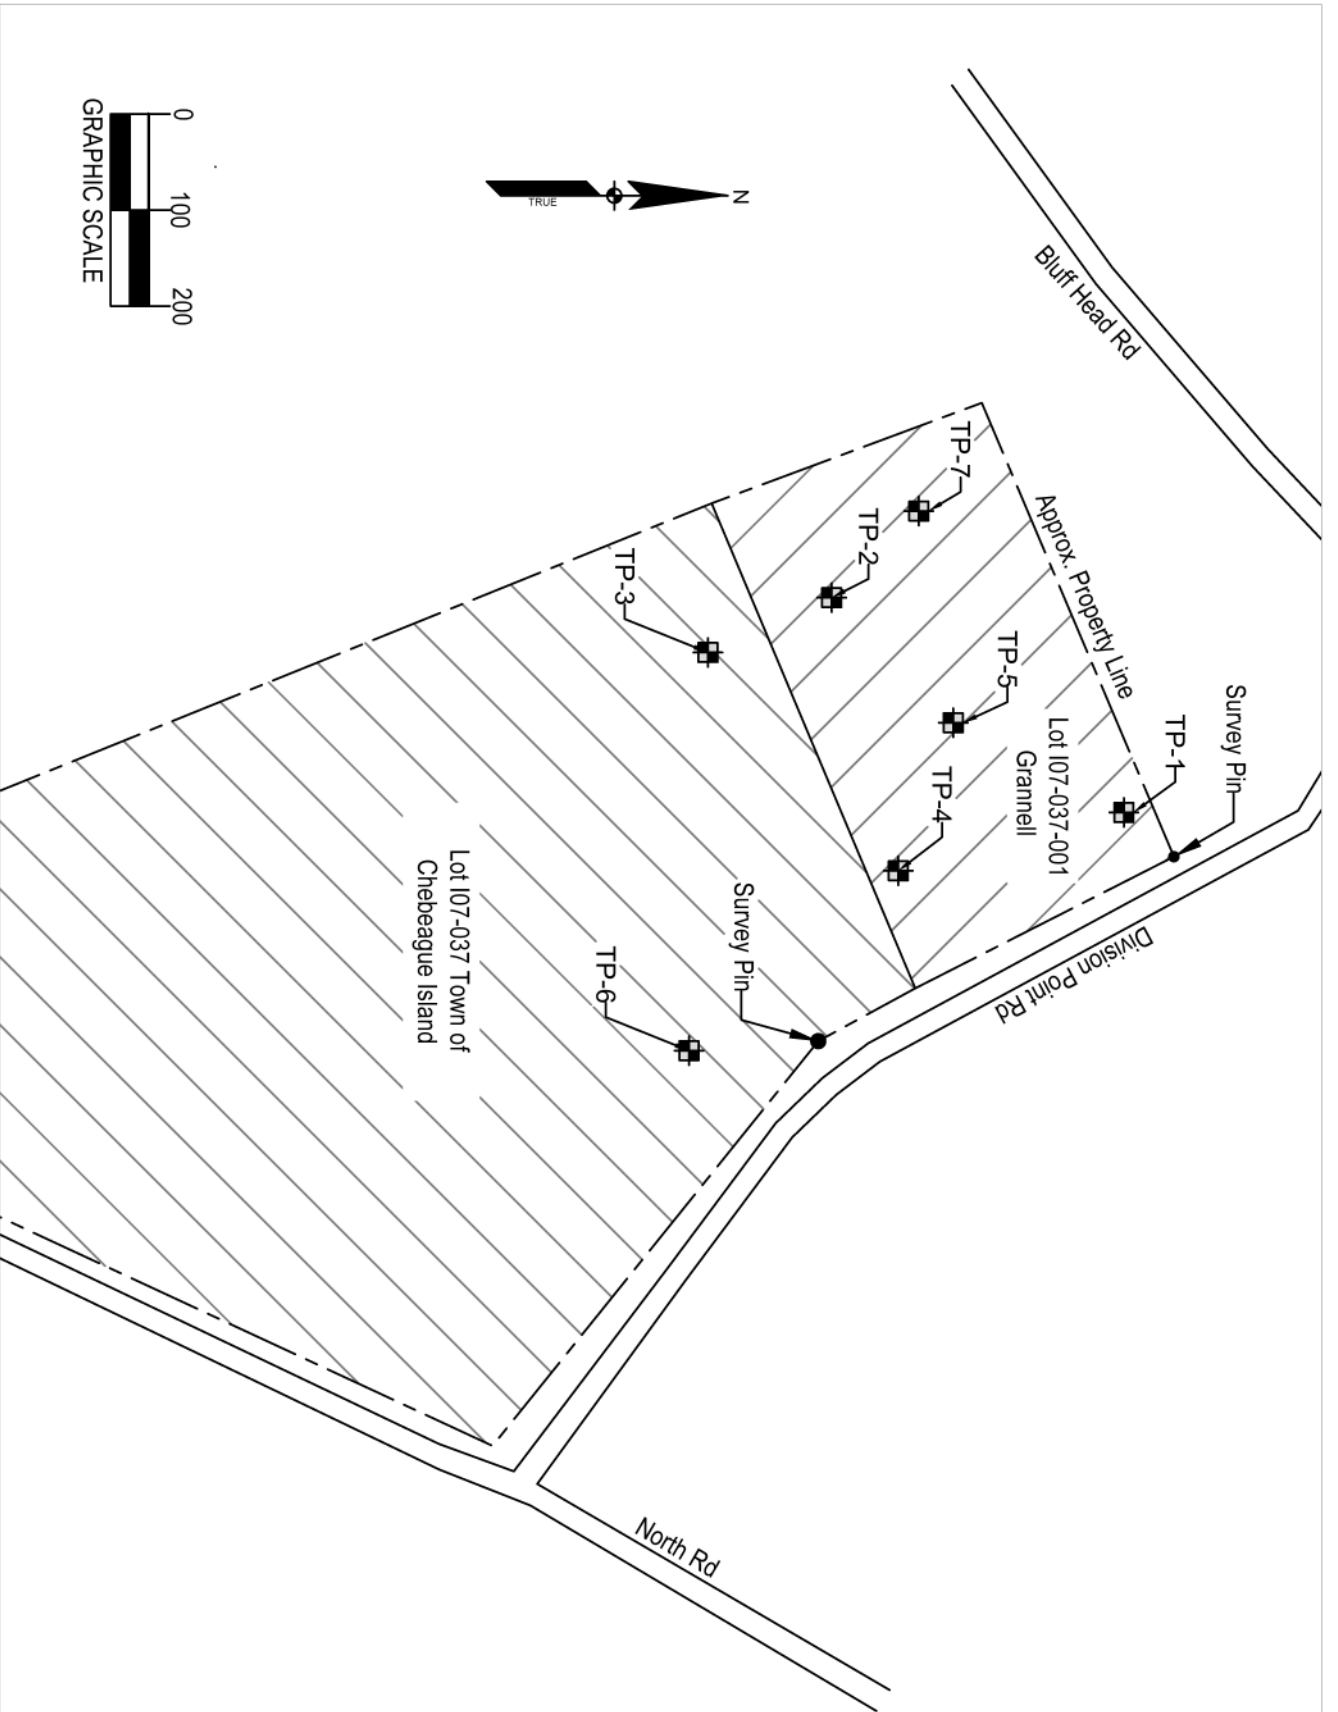 Bluff Head Rd
Survey Pin
TP-1
Approx. Property Line
Lot I07-037-001
Grannell
TP-5
TP-7
TP-4
TP-2
Division Point Rd
N
TRUE
Survey Pin
TP-3
TP-6
North Rd
Lot I07-037 Town of
Chebeague Island
0
100
200
GRAPHIC SCALE